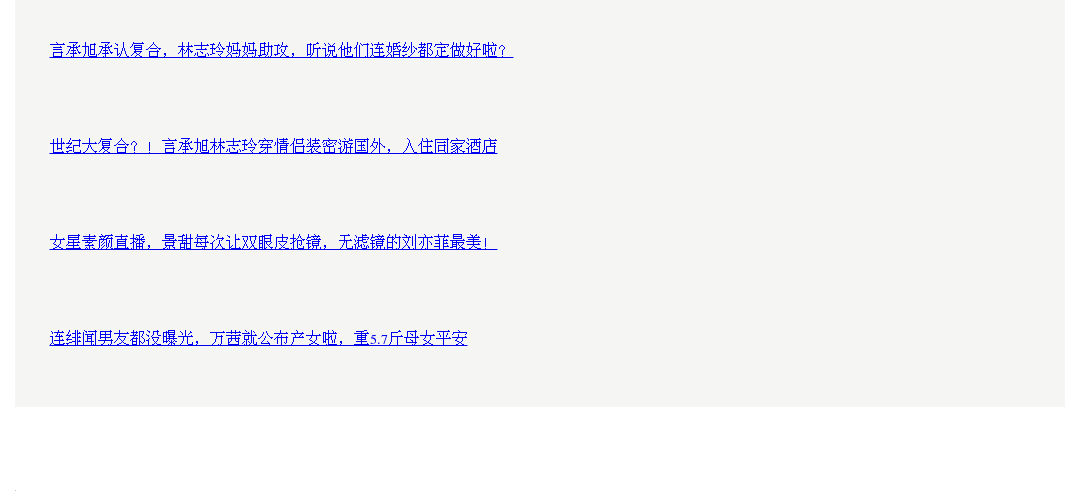 言承旭承认复合，林志玲妈妈助攻，听说他们连婚纱都定做好啦？
世纪大复合？！言承旭林志玲穿情侣装密游国外，入住同家酒店
女星素颜直播，景甜每次让双眼皮抢镜，无滤镜的刘亦菲最美！
连绯闻男友都没曝光，万茜就公布产女啦，重5.7斤母女平安